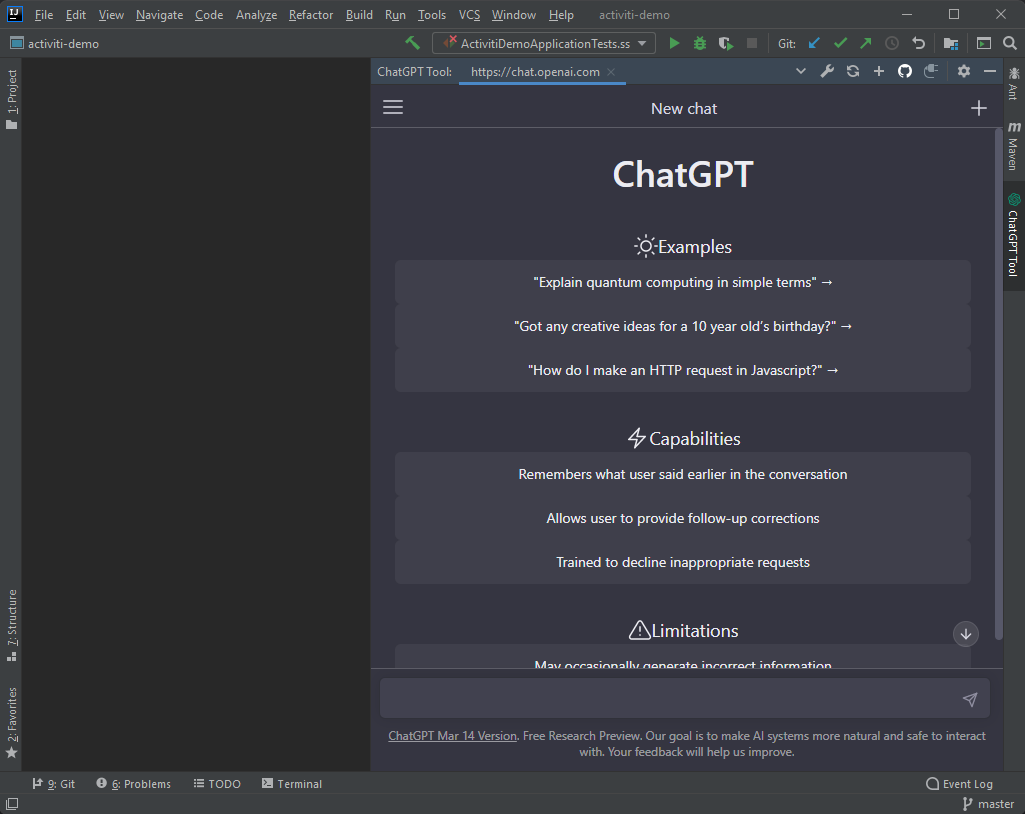 IJ File Edit View Navigate Code Analyze Refactor Build Run Tools VCS Window Help activiti-demo
activiti-demo ActivitiDemoApplicationTests.ss Git:
1: Project
7: Structure
2: Favorites
ChatGPT Tool: https://chat.openai.com
New chat
ChatGPT
Examples
"Explain quantum computing in simple terms" →
"Got any creative ideas for a 10 year old’s birthday?" →
"How do I make an HTTP request in Javascript?" →
Capabilities
Remembers what user said earlier in the conversation
Allows user to provide follow-up corrections
Trained to decline inappropriate requests
Limitations
May occasionally generate incorrect information
ChatGPT Mar 14 Version. Free Research Preview. Our goal is to make AI systems more natural and safe to interact
with. Your feedback will help us improve.
Ant
m Maven
ChatGPT Tool
9: Git 6: Problems TODO Terminal Event Log
master